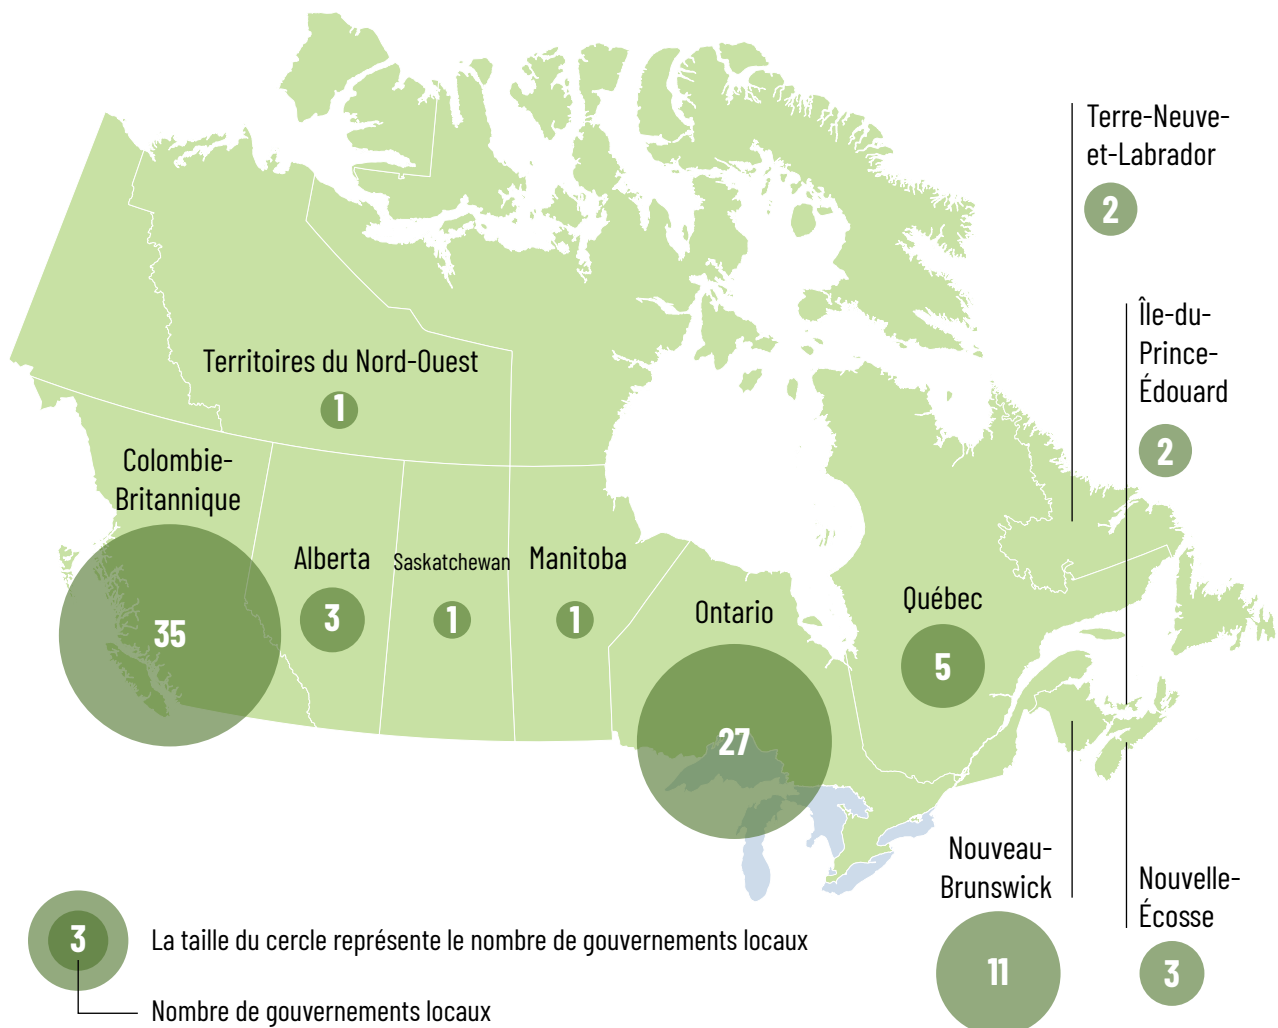 Terre-Neuve-
et-Labrador
2
Île-du-
Prince-
Édouard
2
Territoires du Nord-Ouest
1
Colombie-
Britannique
35
Alberta
3
Saskatchewan
1
Manitoba
1
Ontario
27
Québec
5
Nouveau-
Brunswick
11
Nouvelle-
Écosse
3
3
La taille du cercle représente le nombre de gouvernements locaux
Nombre de gouvernements locaux